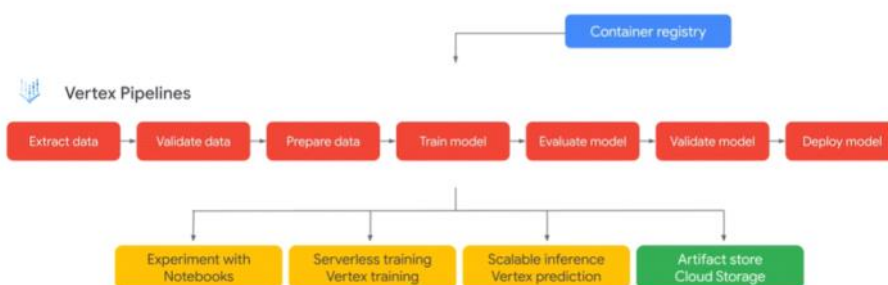 Container registry
Vertex Pipelines
Extract data
Validate data
Prepare data
Train model
Evaluate model
Validate model
Deploy model
Experiment with
Notebooks
Serverless training
Vertex training
Scalable inference
Vertex prediction
Artifact store
Cloud Storage